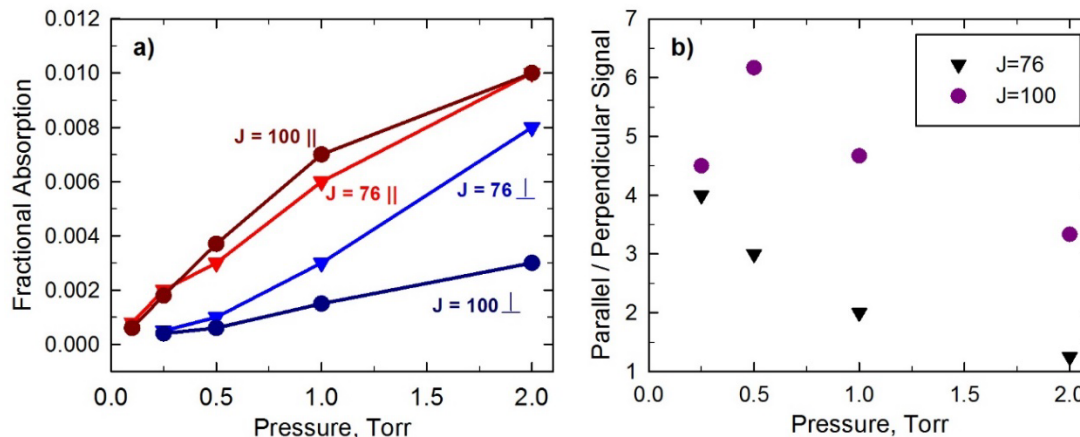 a)
0.012
0.010
0.008
0.006
0.004
0.002
0.000
Fractional Absorption
J = 100 ||
J = 76 ||
J = 76 ⊥
J = 100 ⊥
0.0 0.5 1.0 1.5 2.0
Pressure, Torr
b)
7
6
5
4
3
2
1
Parallel / Perpendicular Signal
J=76
J=100
0.0 0.5 1.0 1.5 2.0
Pressure, Torr